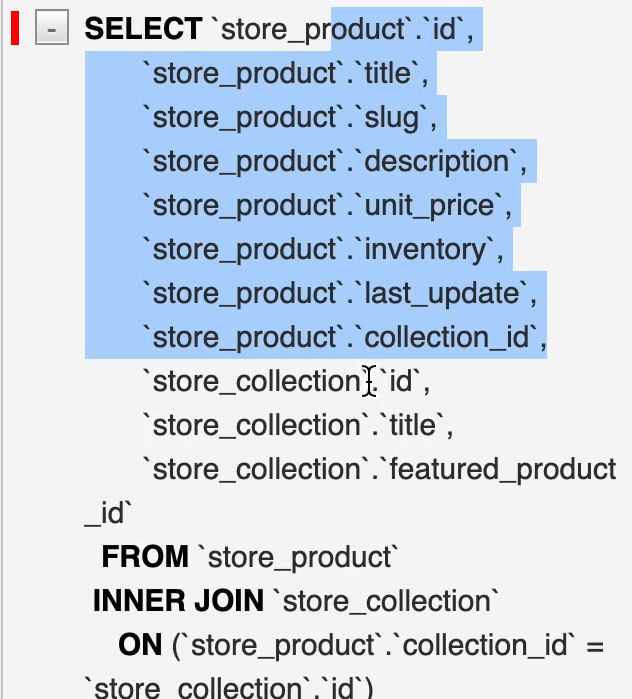 - SELECT `store_product`.`id`,
`store_product`.`title`,
`store_product`.`slug`,
`store_product`.`description`,
`store_product`.`unit_price`,
`store_product`.`inventory`,
`store_product`.`last_update`,
`store_product`.`collection_id`,
`store_collection`.`id`,
`store_collection`.`title`,
`store_collection`.`featured_product
_id`
FROM `store_product`
INNER JOIN `store_collection`
ON (`store_product`.`collection_id` =
`store_collection`.`id`)